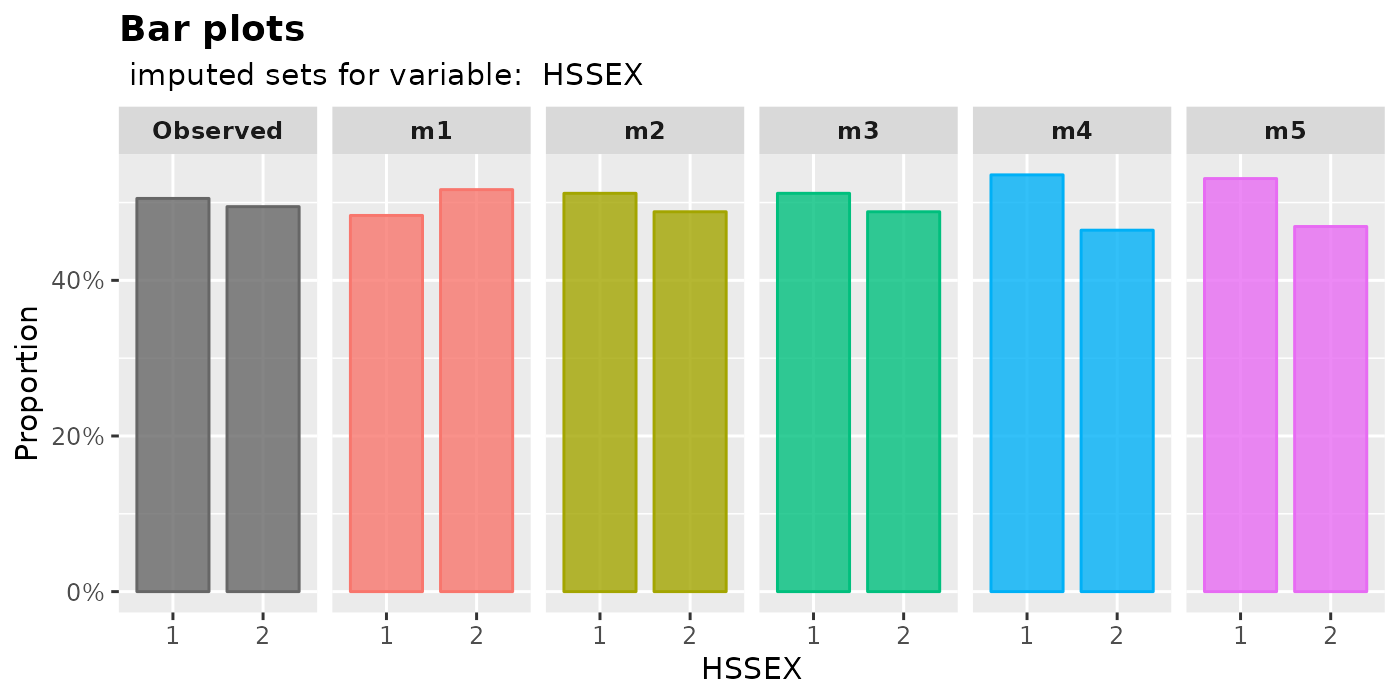 Bar plots
imputed sets for variable:  HSSEX
Observed m1 m2 m3 m4 m5
Proportion
40%
20%
0%
1 2 1 2 1 2 1 2 1 2 1 2
HSSEX